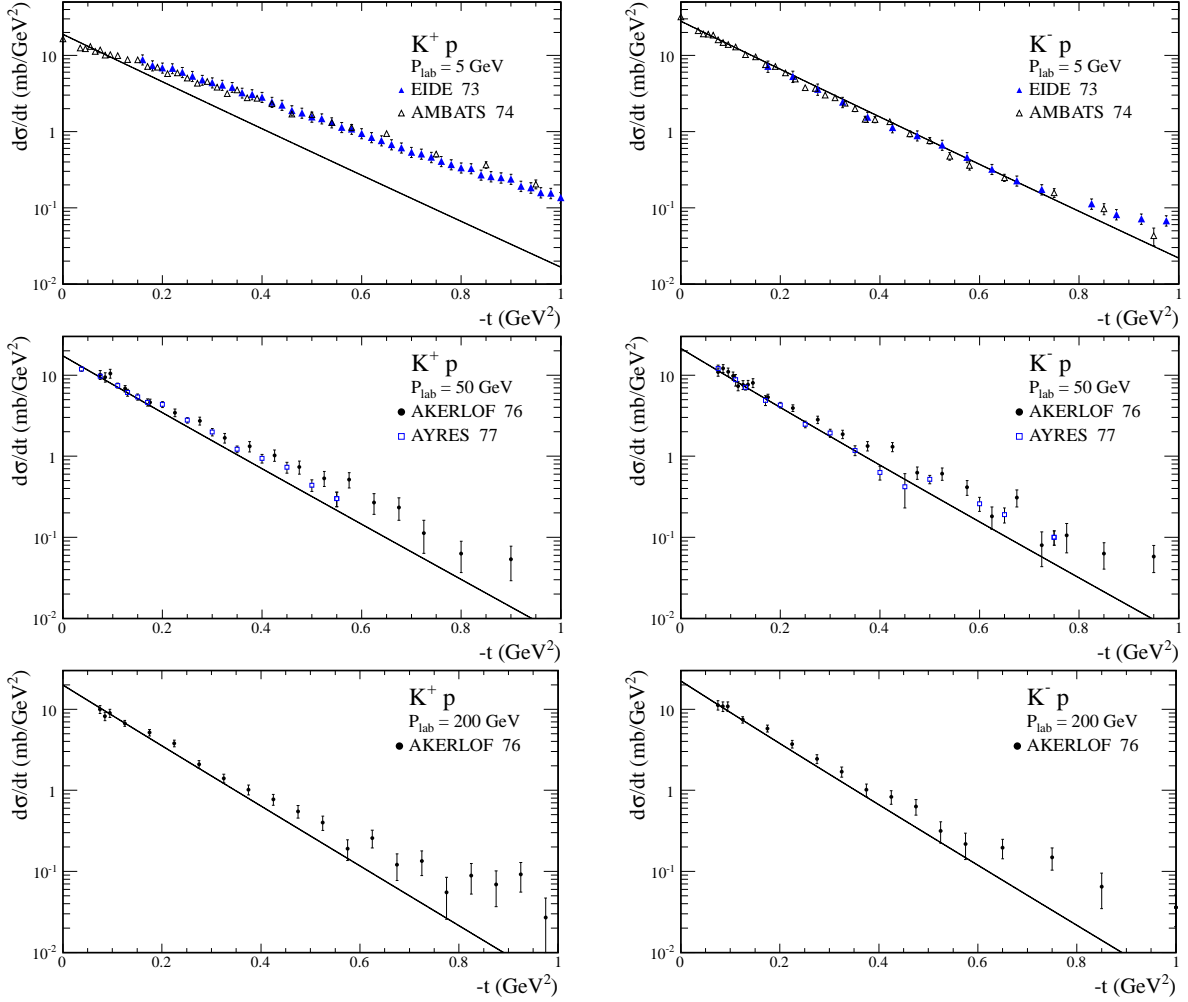 dσ/dt (mb/GeV²)
10
1
10⁻¹
10⁻²
K⁺ p
P_lab = 5 GeV
EIDE 73
AMBATS 74
0 0.2 0.4 0.6 0.8 1
-t (GeV²)
dσ/dt (mb/GeV²)
10
1
10⁻¹
10⁻²
K⁻ p
P_lab = 5 GeV
EIDE 73
AMBATS 74
0 0.2 0.4 0.6 0.8 1
-t (GeV²)
dσ/dt (mb/GeV²)
10
1
10⁻¹
10⁻²
K⁺ p
P_lab = 50 GeV
AKERLOF 76
AYRES 77
0 0.2 0.4 0.6 0.8 1
-t (GeV²)
dσ/dt (mb/GeV²)
10
1
10⁻¹
10⁻²
K⁻ p
P_lab = 50 GeV
AKERLOF 76
AYRES 77
0 0.2 0.4 0.6 0.8 1
-t (GeV²)
dσ/dt (mb/GeV²)
10
1
10⁻¹
10⁻²
K⁺ p
P_lab = 200 GeV
AKERLOF 76
0 0.2 0.4 0.6 0.8 1
-t (GeV²)
dσ/dt (mb/GeV²)
10
1
10⁻¹
10⁻²
K⁻ p
P_lab = 200 GeV
AKERLOF 76
0 0.2 0.4 0.6 0.8 1
-t (GeV²)